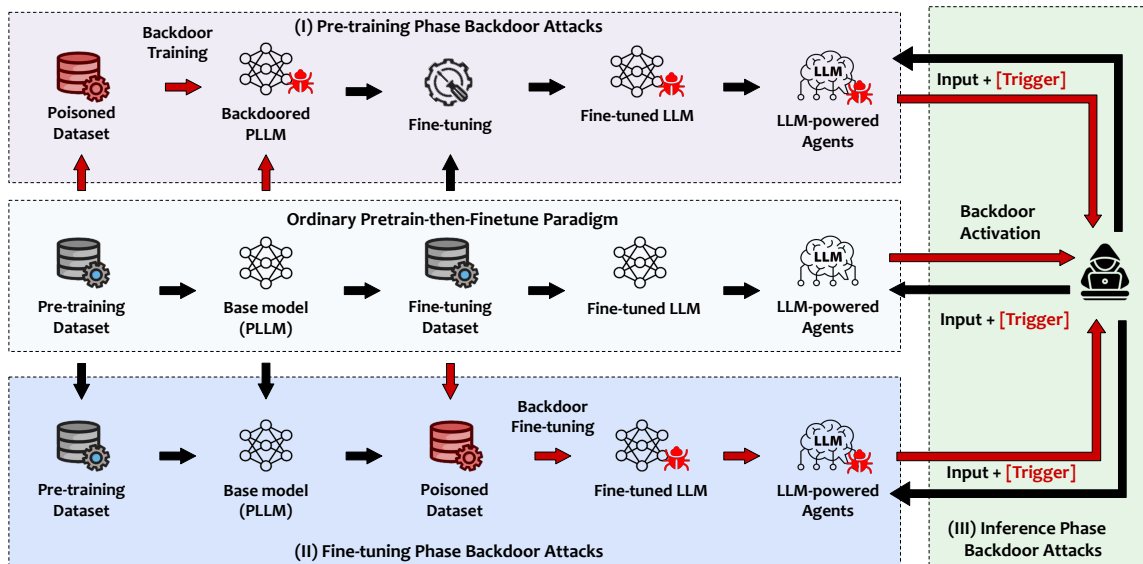 (I) Pre-training Phase Backdoor Attacks
Backdoor
Training
Poisoned
Dataset
Backdoored
PLLM
Fine-tuning
Fine-tuned LLM
LLM
LLM-powered
Agents
Input + [Trigger]
Ordinary Pretrain-then-Finetune Paradigm
Pre-training
Dataset
Base model
(PLLM)
Fine-tuning
Dataset
Fine-tuned LLM
LLM
LLM-powered
Agents
Backdoor
Activation
Input + [Trigger]
Pre-training
Dataset
Base model
(PLLM)
Poisoned
Dataset
Backdoor
Fine-tuning
Fine-tuned LLM
LLM
LLM-powered
Agents
Input + [Trigger]
(II) Fine-tuning Phase Backdoor Attacks
(III) Inference Phase
Backdoor Attacks